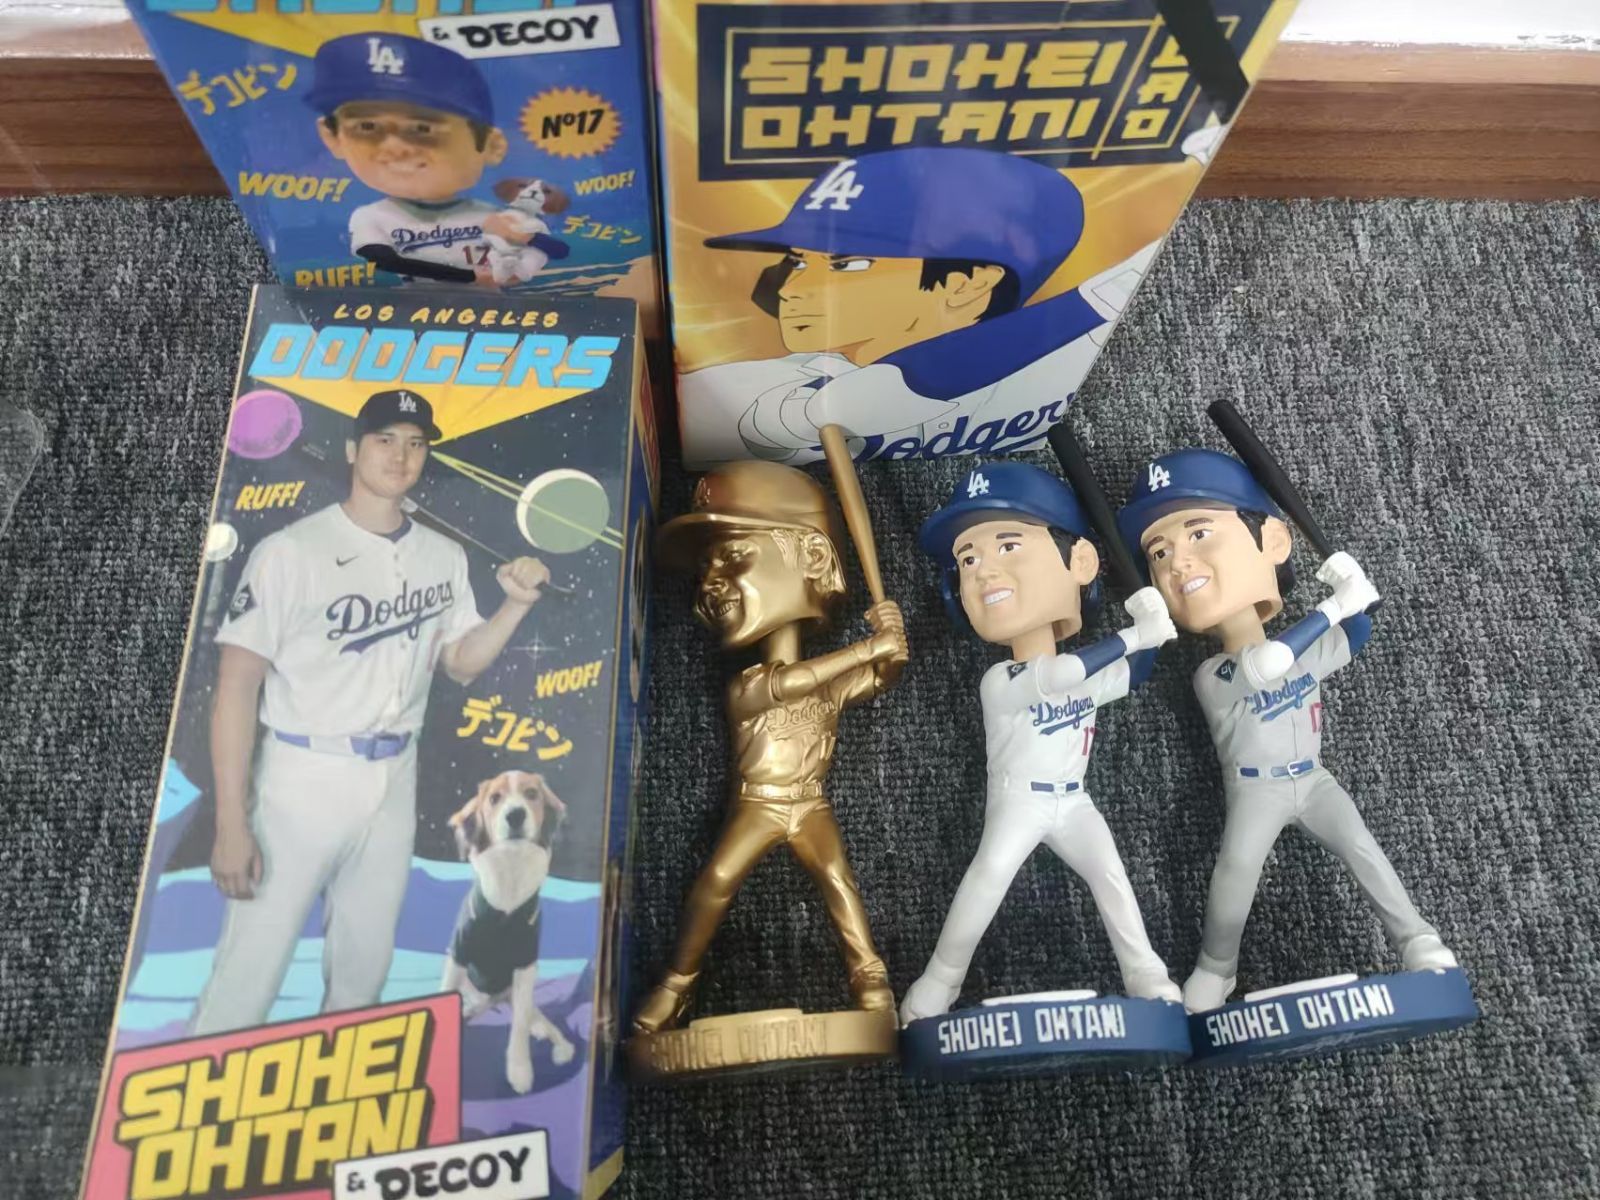 & DECOY
デコピン
LA
Nº17
WOOF!
WOOF!
Dodgers
17
デコピン
RUFF!
SHOHEI
OHTANI
LAD
LA
Dodgers
LOS ANGELES
DODGERS
LA
RUFF!
Dodgers
WOOF!
デコピン
SHOHEI
OHTANI
& DECOY
Dodgers
SHOHEI OHTANI
LA
Dodgers
17
SHOHEI OHTANI
LA
Dodgers
17
SHOHEI OHTANI